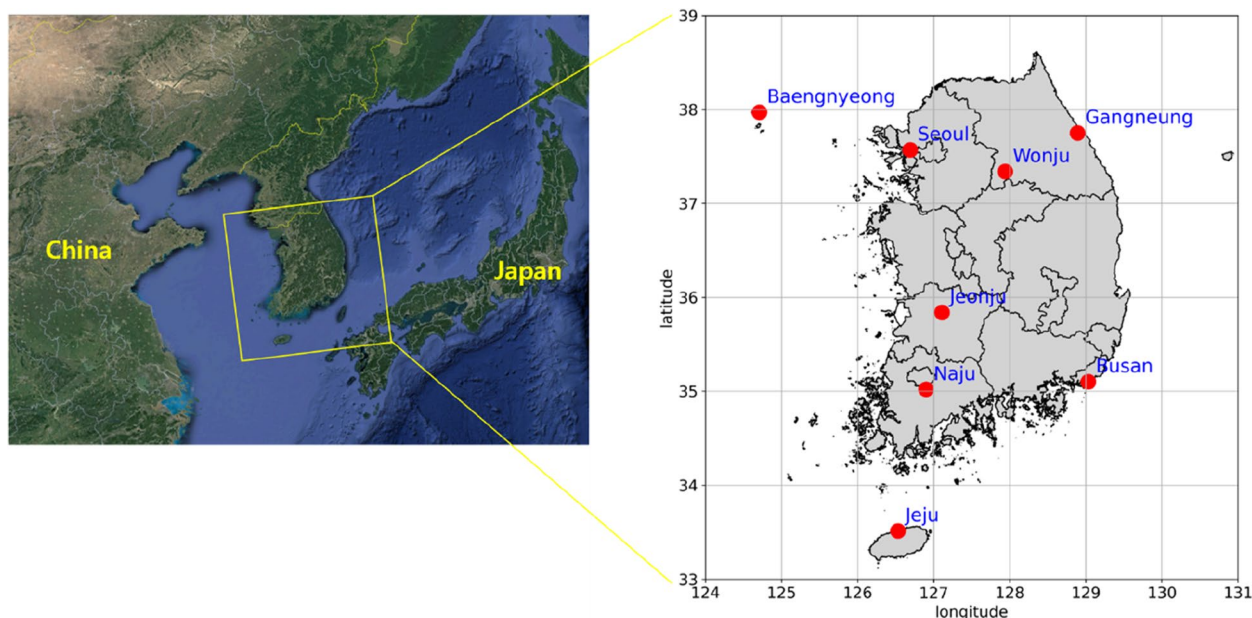 China
Japan
39
38
37
36
35
34
33
latitude
Baengnyeong
Seoul
Gangneung
Wonju
Jeonju
Naju
Busan
Jeju
124
125
126
127
128
129
130
131
longitude